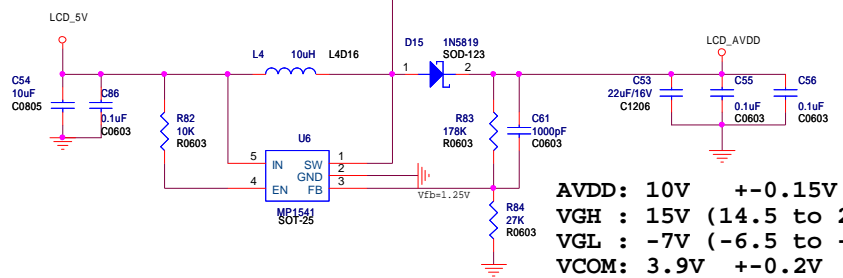 LCD_5V
LCD_AVDD
L4 10uH L4D16
D15 1N5819
SOD-123
1 2
C54
10uF
C0805
C86
0.1uF
C0603
R82
10K
R0603
R83
178K
R0603
C61
1000pF
C0603
C53
22uF/16V
C1206
C55
0.1uF
C0603
C56
0.1uF
C0603
U6
5 IN SW 1
GND 2
4 EN FB 3
MP1541
SOT-25
Vfb=1.25V
R84
27K
R0603
AVDD: 10V +-0.15V
VGH : 15V (14.5 to
VGL : -7V (-6.5 to
VCOM: 3.9V +-0.2V